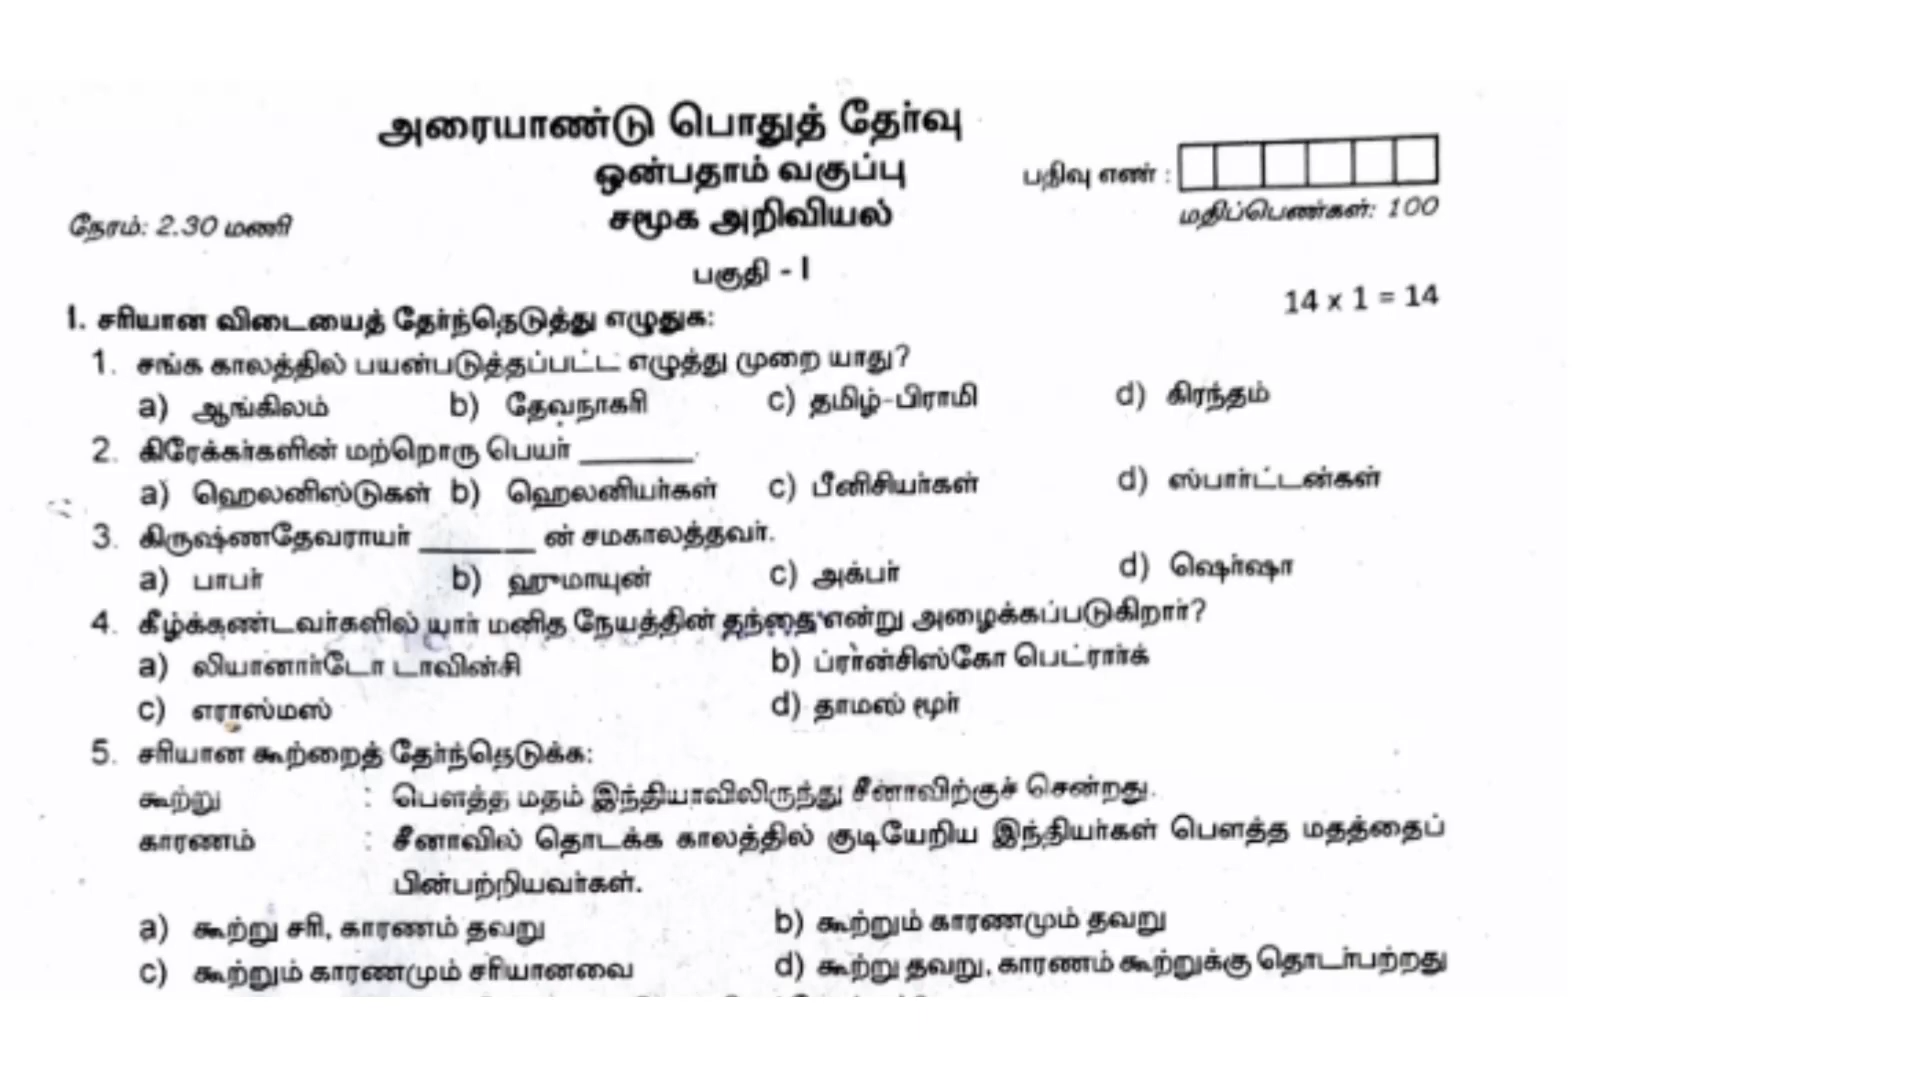 அரையாண்டு பொதுத் தேர்வு
ஒன்பதாம் வகுப்பு
பதிவு எண் :
நேரம்: 2.30 மணி
சமூக அறிவியல்
மதிப்பெண்கள்: 100
பகுதி - I
I. சரியான விடையைத் தேர்ந்தெடுத்து எழுதுக:
14 x 1 = 14
1. சங்க காலத்தில் பயன்படுத்தப்பட்ட எழுத்து முறை யாது?
a) ஆங்கிலம் b) தேவநாகரி c) தமிழ்-பிராமி d) கிரந்தம்
2. கிரேக்கர்களின் மற்றொரு பெயர் _______.
a) ஹெலனிஸ்டுகள் b) ஹெலனியர்கள் c) பீனிசியர்கள் d) ஸ்பார்ட்டன்கள்
3. கிருஷ்ணதேவராயர் _______ ன் சமகாலத்தவர்.
a) பாபர் b) ஹுமாயுன் c) அக்பர் d) ஷெர்ஷா
4. கீழ்க்கண்டவர்களில் யார் மனித நேயத்தின் தந்தை என்று அழைக்கப்படுகிறார்?
a) லியானார்டோ டாவின்சி b) ப்ரான்சிஸ்கோ பெட்ரார்க்
c) எராஸ்மஸ் d) தாமஸ் மூர்
5. சரியான கூற்றைத் தேர்ந்தெடுக்க:
கூற்று : பௌத்த மதம் இந்தியாவிலிருந்து சீனாவிற்குச் சென்றது.
காரணம் : சீனாவில் தொடக்க காலத்தில் குடியேறிய இந்தியர்கள் பௌத்த மதத்தைப்
பின்பற்றியவர்கள்.
a) கூற்று சரி, காரணம் தவறு b) கூற்றும் காரணமும் தவறு
c) கூற்றும் காரணமும் சரியானவை d) கூற்று தவறு, காரணம் கூற்றுக்கு தொடர்பற்றது